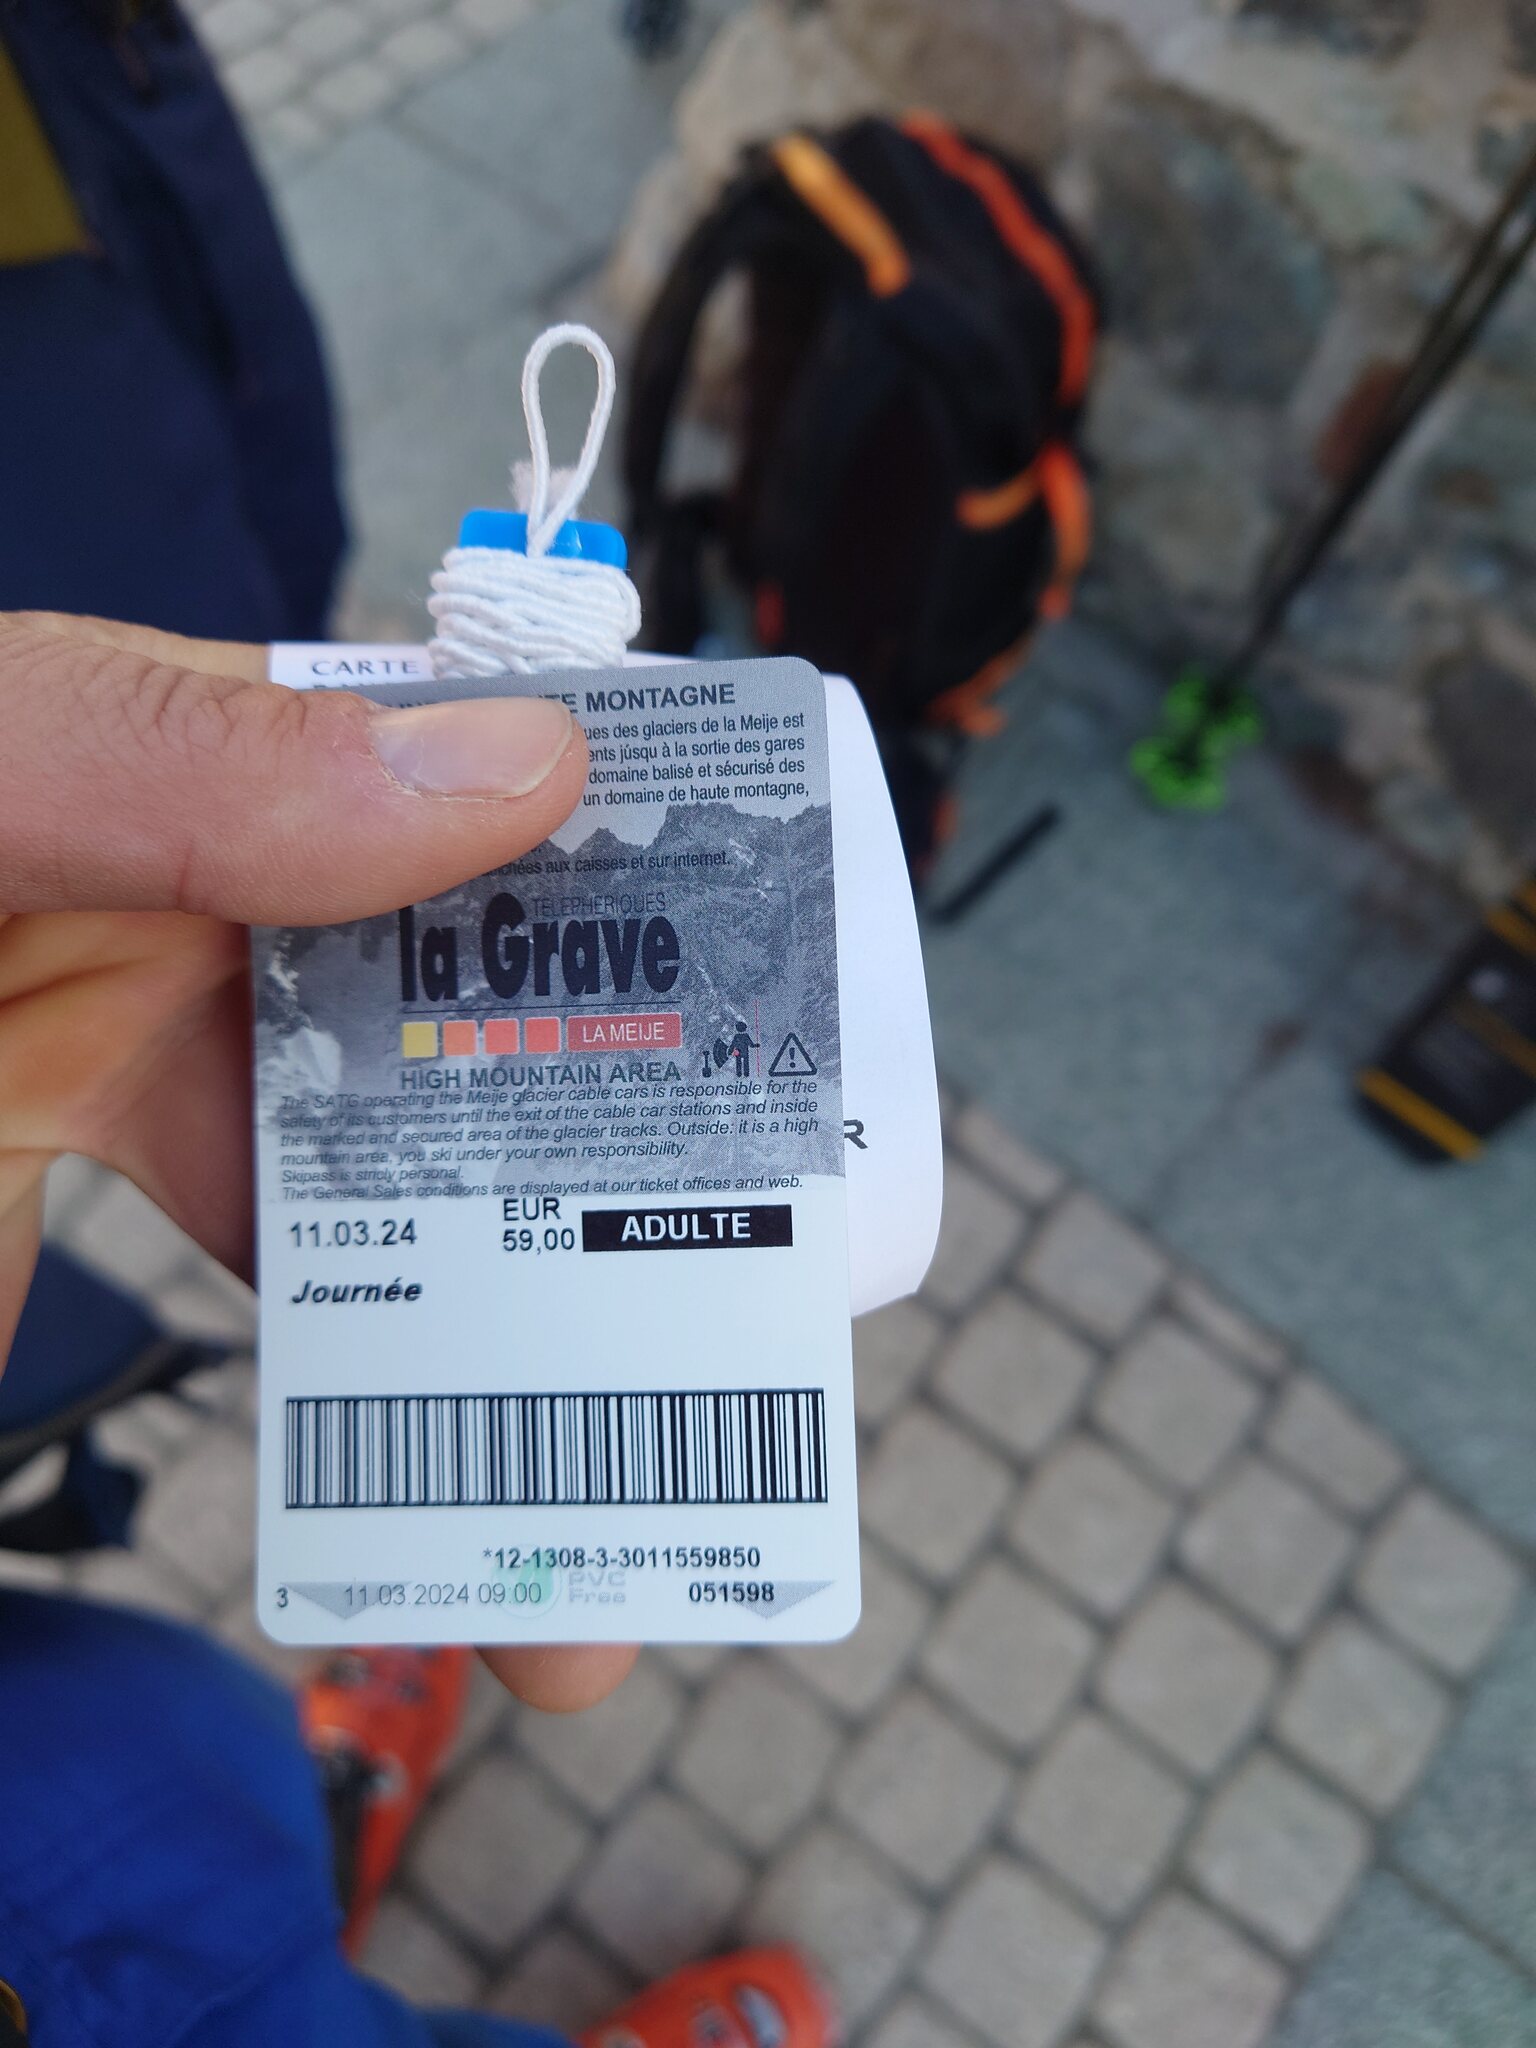 CARTE
MONTAGNE
des glaciers de la Meije est
júsqu à la sortie des gares
domaine balisé et sécurisé des
un domaine de haute montagne,
aux caisses et sur internet.
TELEPHERIQUES
la Grave
LA MEIJE
HIGH MOUNTAIN AREA
The SATG operating the Meije glacier cable cars is responsible for the
safety of its customers until the exit of the cable car stations and inside
the marked and secured area of the glacier tracks. Outside: it is a high
mountain area, you ski under your own responsibility.
Skipass is stricly personal.
The General Sales conditions are displayed at our ticket offices and web.
R
11.03.24 EUR 59,00 ADULTE
Journée
*12-1308-3-3011559850
3 11.03.2024 09:00 PVC Free 051598